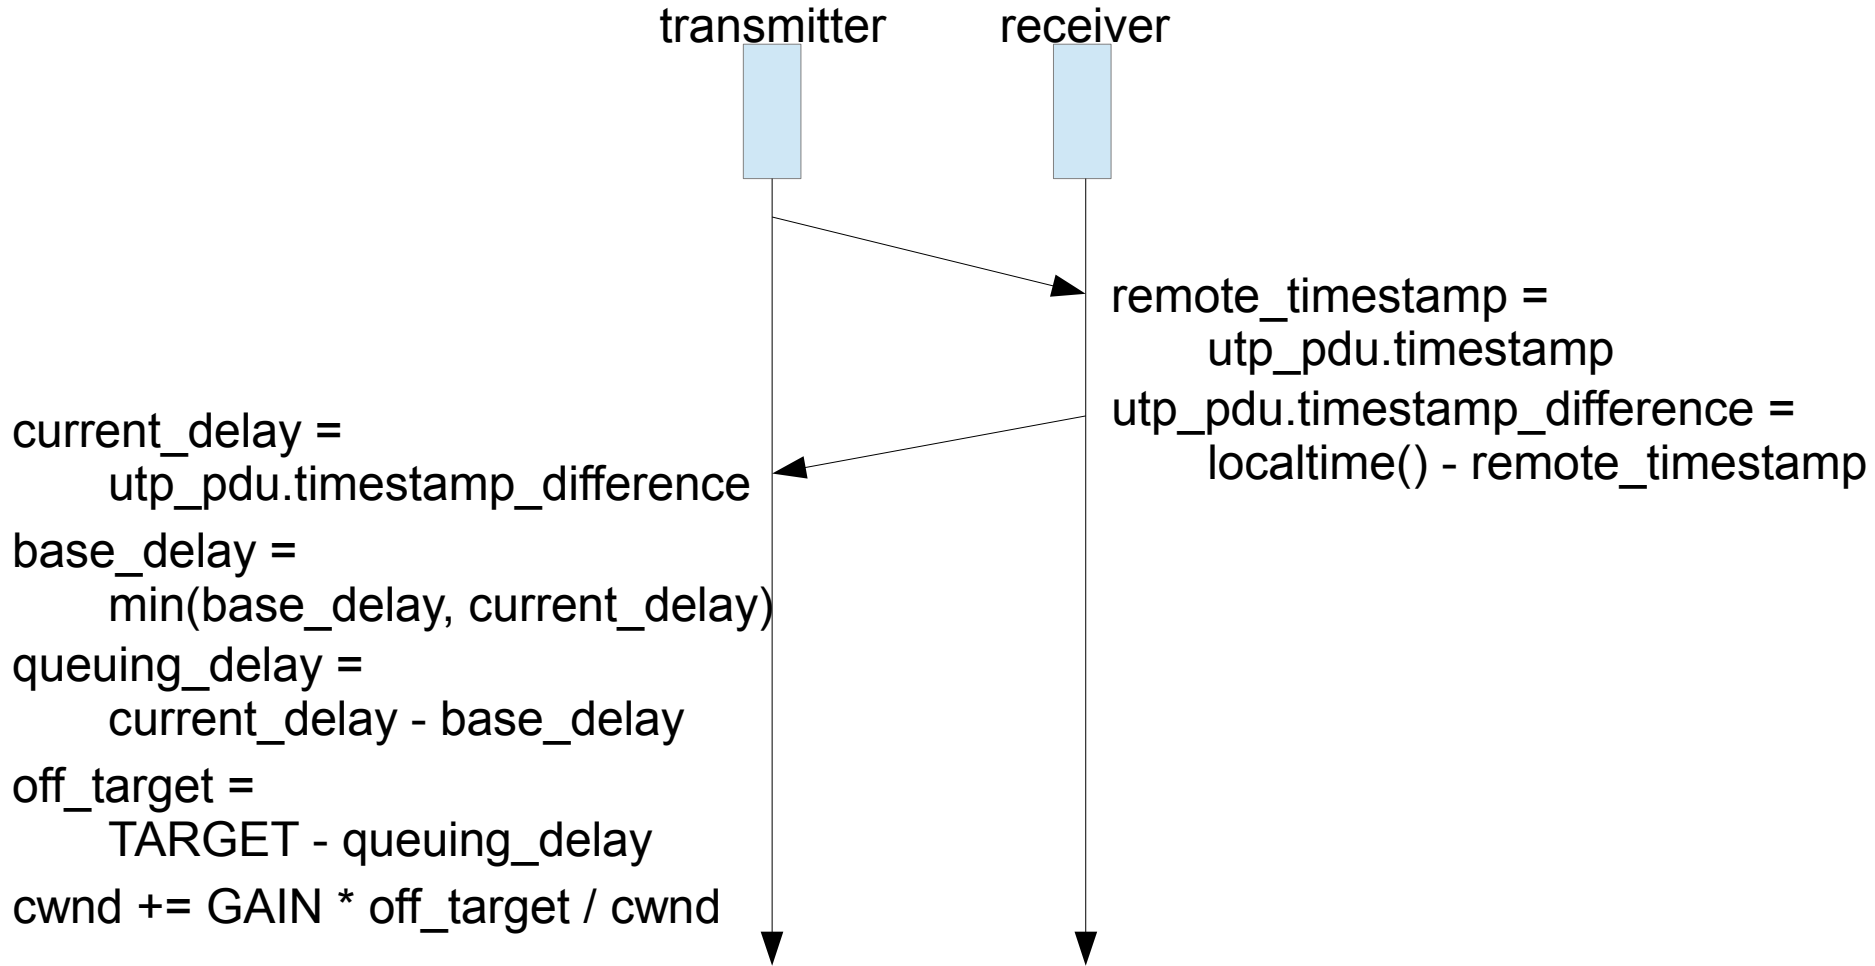 transmitter
receiver
remote_timestamp =
utp_pdu.timestamp
utp_pdu.timestamp_difference =
localtime() - remote_timestamp
current_delay =
utp_pdu.timestamp_difference
base_delay =
min(base_delay, current_delay)
queuing_delay =
current_delay - base_delay
off_target =
TARGET - queuing_delay
cwnd += GAIN * off_target / cwnd